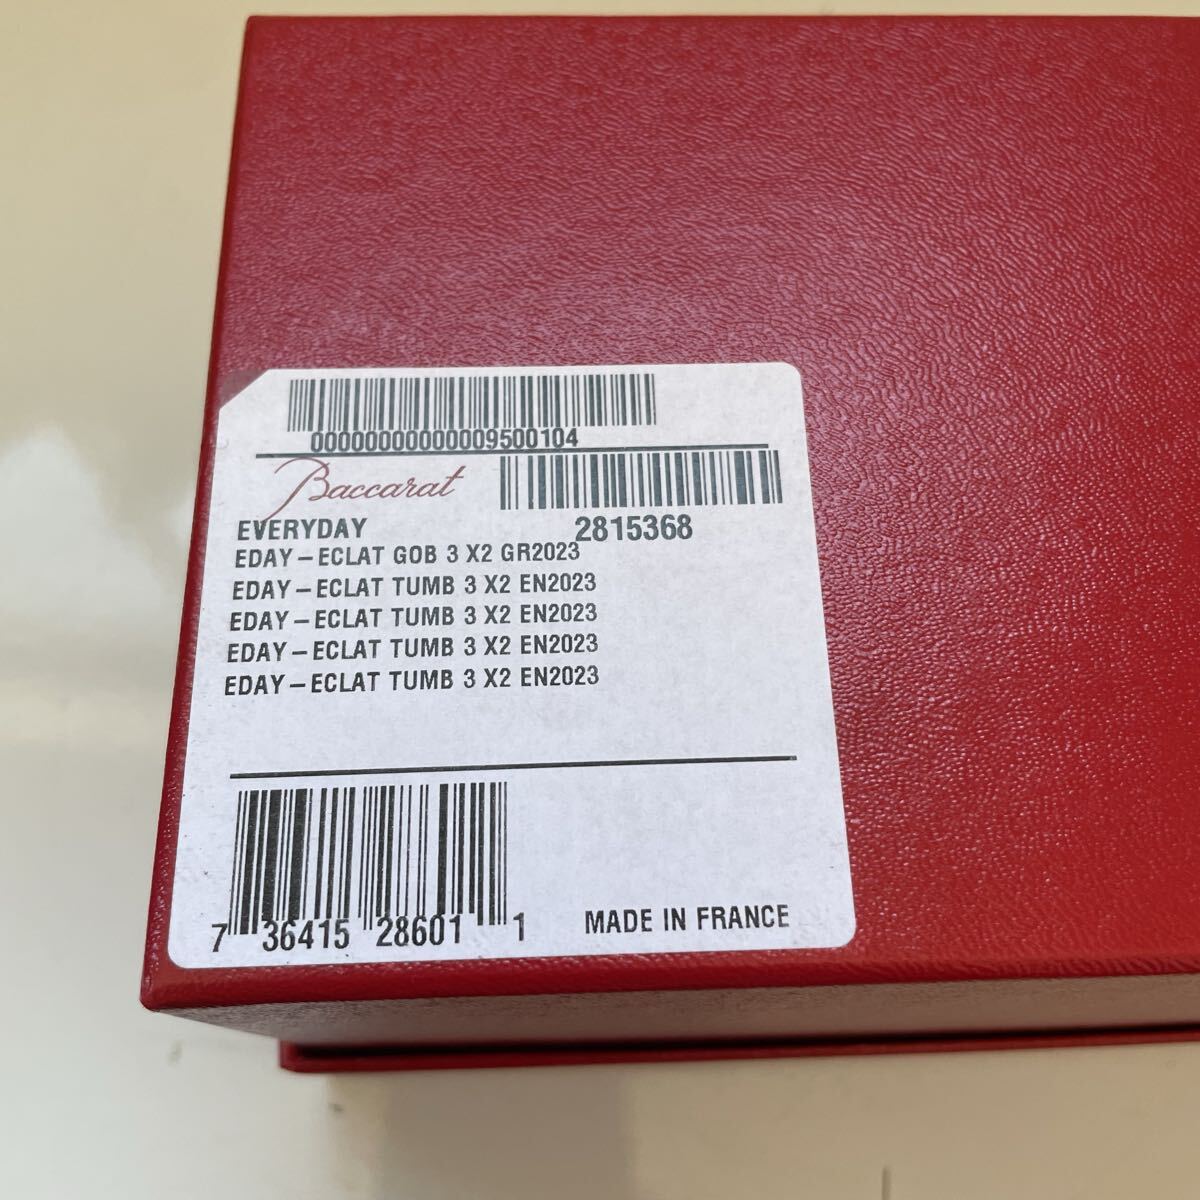 00000000000009500104
Baccarat
EVERYDAY 2815368
EDAY-ECLAT GOB 3 X2 GR2023
EDAY-ECLAT TUMB 3 X2 EN2023
EDAY-ECLAT TUMB 3 X2 EN2023
EDAY-ECLAT TUMB 3 X2 EN2023
EDAY-ECLAT TUMB 3 X2 EN2023
7 36415 28601 1
MADE IN FRANCE